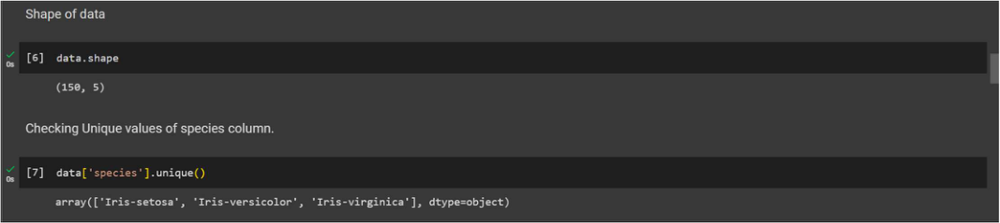 Shape of data
[6] data.shape
0s
(150, 5)
Checking Unique values of species column.
[7] data['species'].unique()
0s
array(['Iris-setosa', 'Iris-versicolor', 'Iris-virginica'], dtype=object)